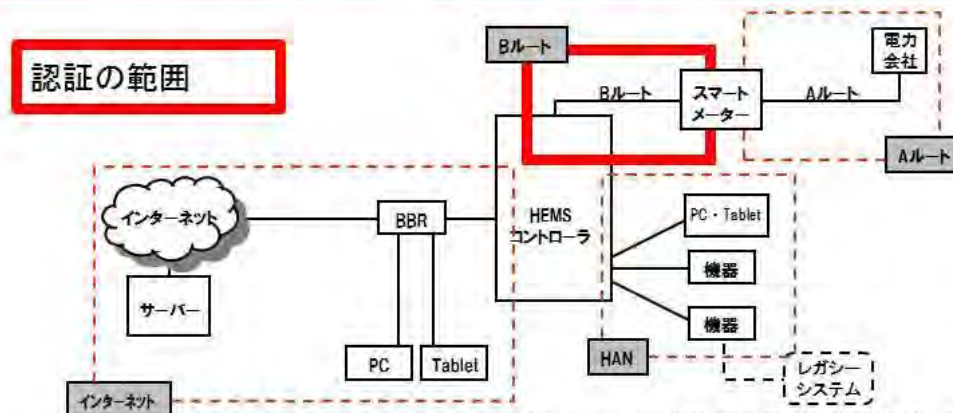 認証の範囲
Bルート
電力
会社
Bルート
スマート
メーター
Aルート
Aルート
インターネット
BBR
HEMS
コントローラ
PC・Tablet
機器
サーバー
機器
PC
Tablet
HAN
レガシー
システム
インターネット